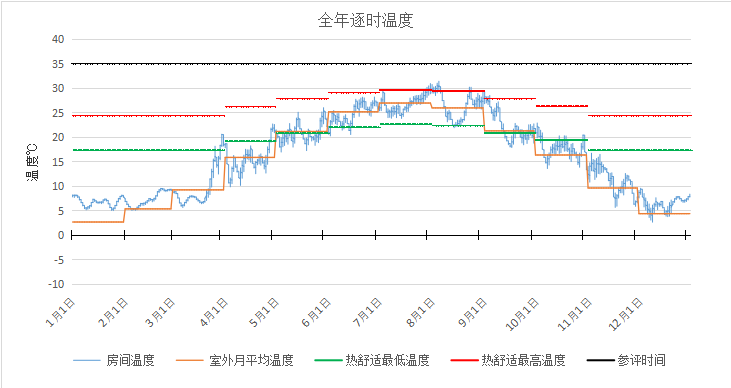 全年逐时温度
40
35
30
25
20
15
10
5
0
-5
-10
温度℃
1月1日
2月1日
3月1日
4月1日
5月1日
6月1日
7月1日
8月1日
9月1日
10月1日
11月1日
12月1日
房间温度 室外月平均温度 热舒适最低温度 热舒适最高温度 参评时间